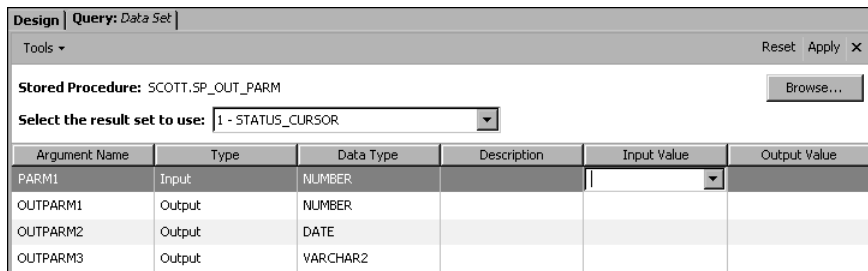 Design Query: Data Set
Tools Reset Apply
Stored Procedure: SCOTT.SP_OUT_PARM Browse...
Select the result set to use: 1 - STATUS_CURSOR
Argument Name Type Data Type Description Input Value Output Value
PARM1 Input NUMBER
OUTPARM1 Output NUMBER
OUTPARM2 Output DATE
OUTPARM3 Output VARCHAR2